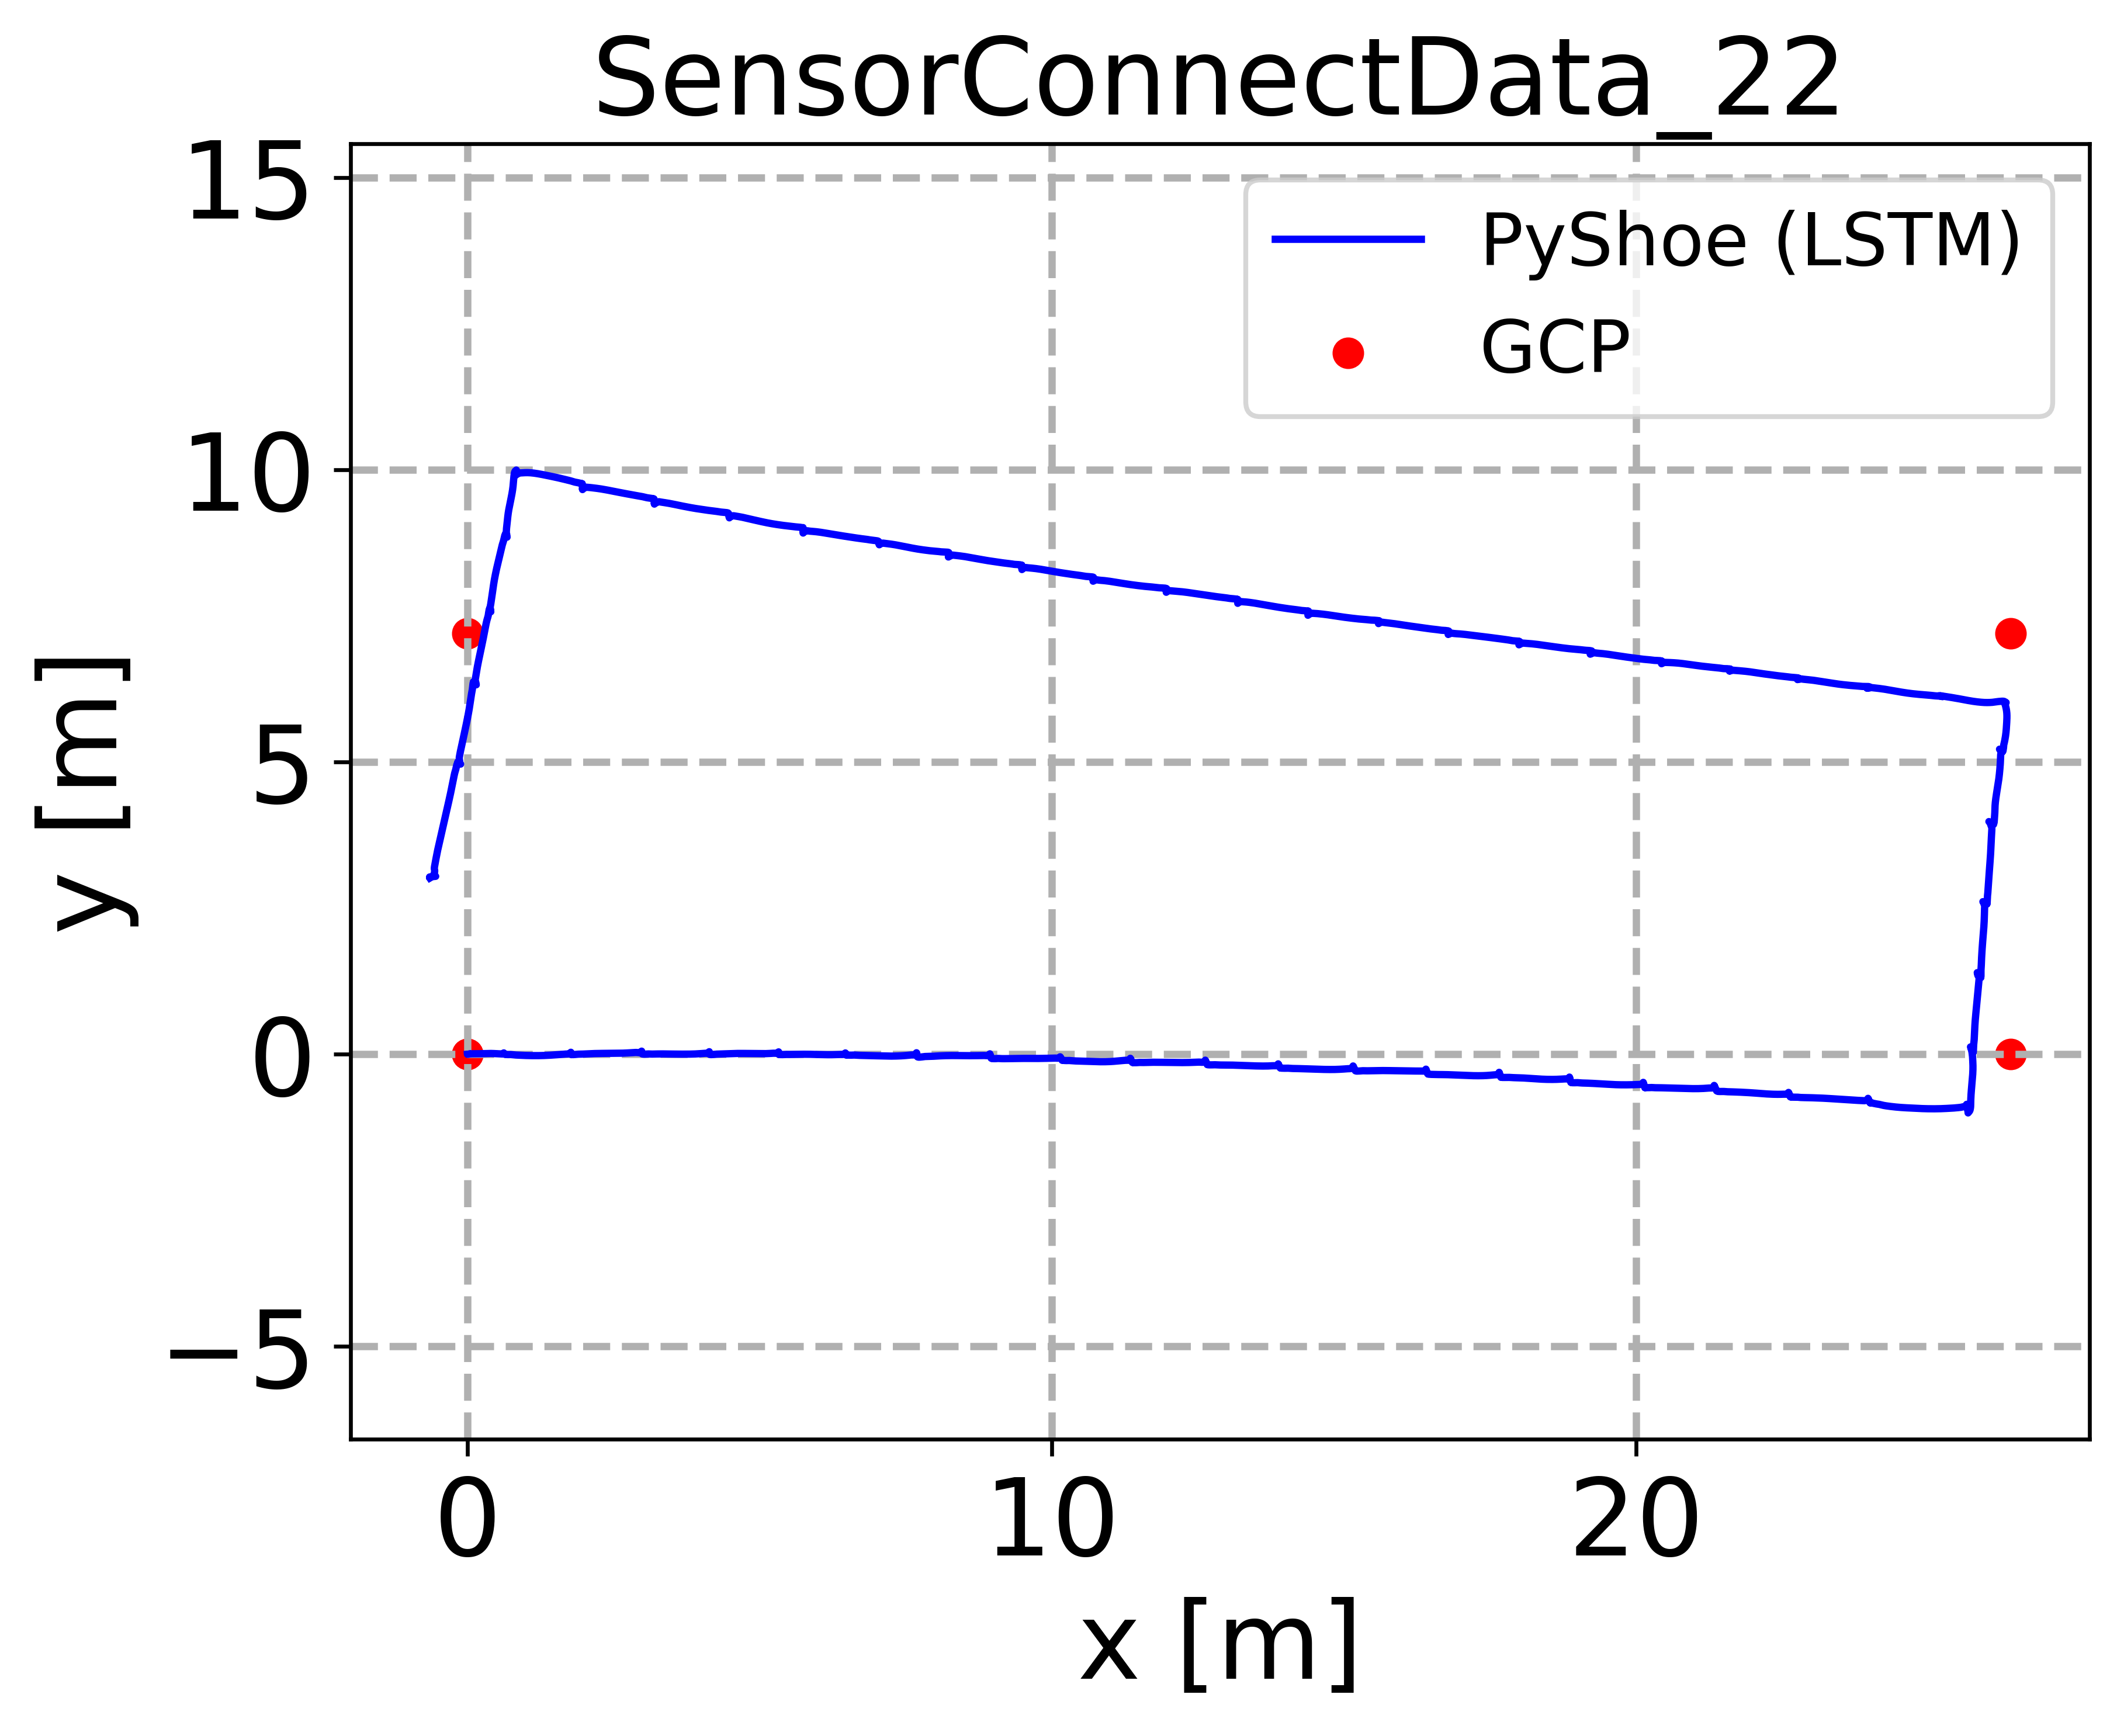 SensorConnectData_22
15
10
5
0
−5
y [m]
PyShoe (LSTM)
GCP
0 10 20
x [m]